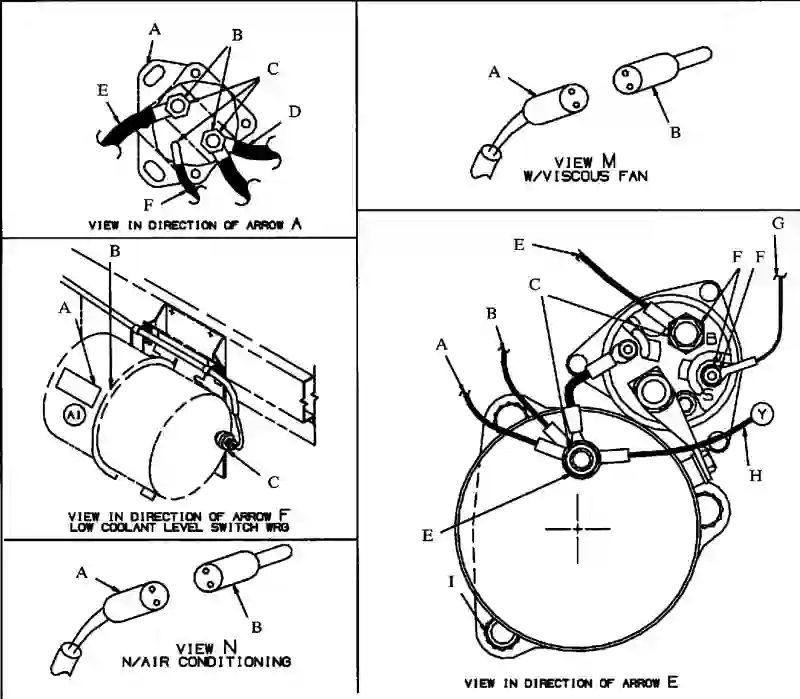 A
B
C
E
D
F
VIEW IN DIRECTION OF ARROW A
A
B
VIEW M
W/VISCOUS FAN
B
A
A1
C
VIEW IN DIRECTION OF ARROW F
LOW COOLANT LEVEL SWITCH WRG
A
B
VIEW N
N/AIR CONDITIONING
G
E
F F
C
B
A
B
S
Y
H
E
I
VIEW IN DIRECTION OF ARROW E